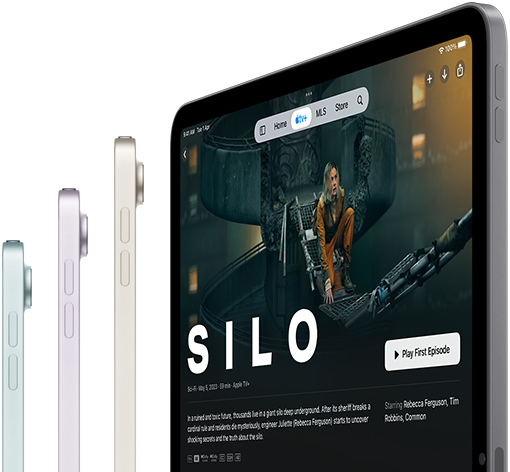 9:41 AM Tue 1 Apr
100%
Home tv+ MLS Store
SILO
Sci-Fi · May 5, 2023 · 59 min · Apple TV+
Play First Episode
In a ruined and toxic future, thousands live in a giant silo deep underground. After its sheriff breaks a
cardinal rule and residents die mysteriously, engineer Juliette (Rebecca Ferguson) starts to uncover
shocking secrets and the truth about the silo.
Starring Rebecca Ferguson, Tim
Robbins, Common